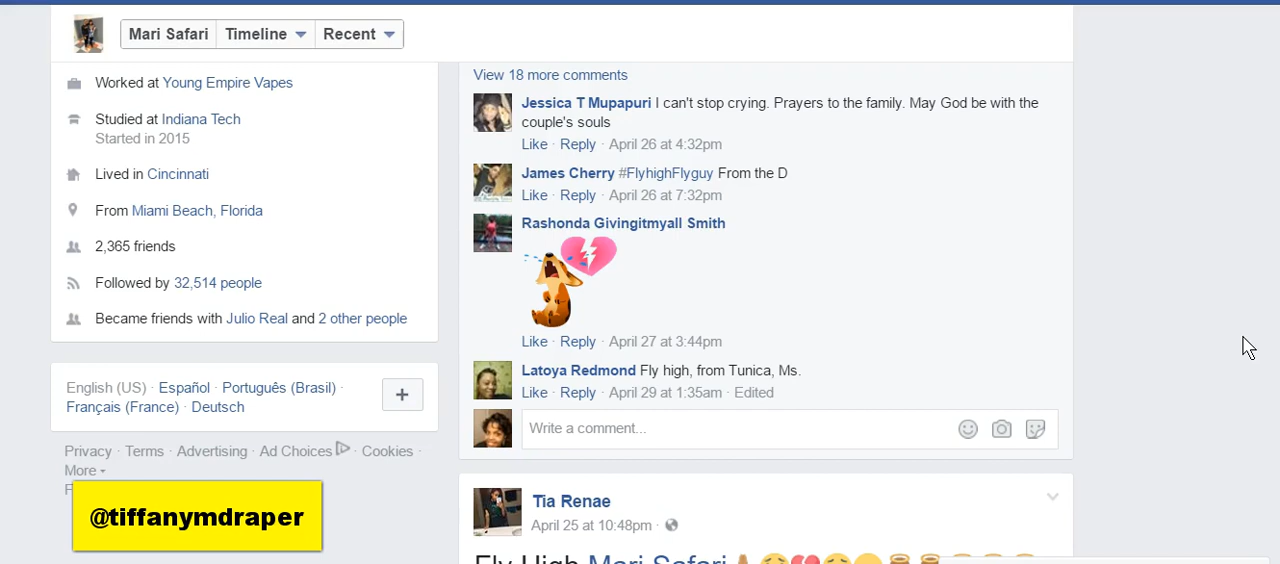 Mari Safari Timeline Recent
Worked at Young Empire Vapes
Studied at Indiana Tech
Started in 2015
Lived in Cincinnati
From Miami Beach, Florida
2,365 friends
Followed by 32,514 people
Became friends with Julio Real and 2 other people
English (US) · Español · Português (Brasil) ·
Français (France) · Deutsch
+
Privacy · Terms · Advertising · Ad Choices · Cookies ·
More
@tiffanymdraper
View 18 more comments
Jessica T Mupapuri I can't stop crying. Prayers to the family. May God be with the
couple's souls
Like · Reply · April 26 at 4:32pm
James Cherry #FlyhighFlyguy From the D
Like · Reply · April 26 at 7:32pm
Rashonda Givingitmyall Smith
Like · Reply · April 27 at 3:44pm
Latoya Redmond Fly high, from Tunica, Ms.
Like · Reply · April 29 at 1:35am · Edited
Write a comment...
Tia Renae
April 25 at 10:48pm ·
Fly High Mari Safari